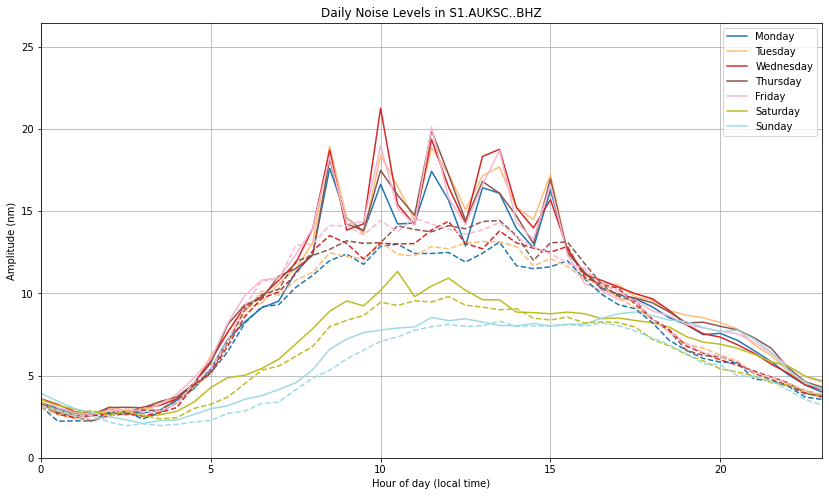 Daily Noise Levels in S1.AUKSC..BHZ
Amplitude (nm)
25
20
15
10
5
0
0
5
10
15
20
Hour of day (local time)
Monday
Tuesday
Wednesday
Thursday
Friday
Saturday
Sunday